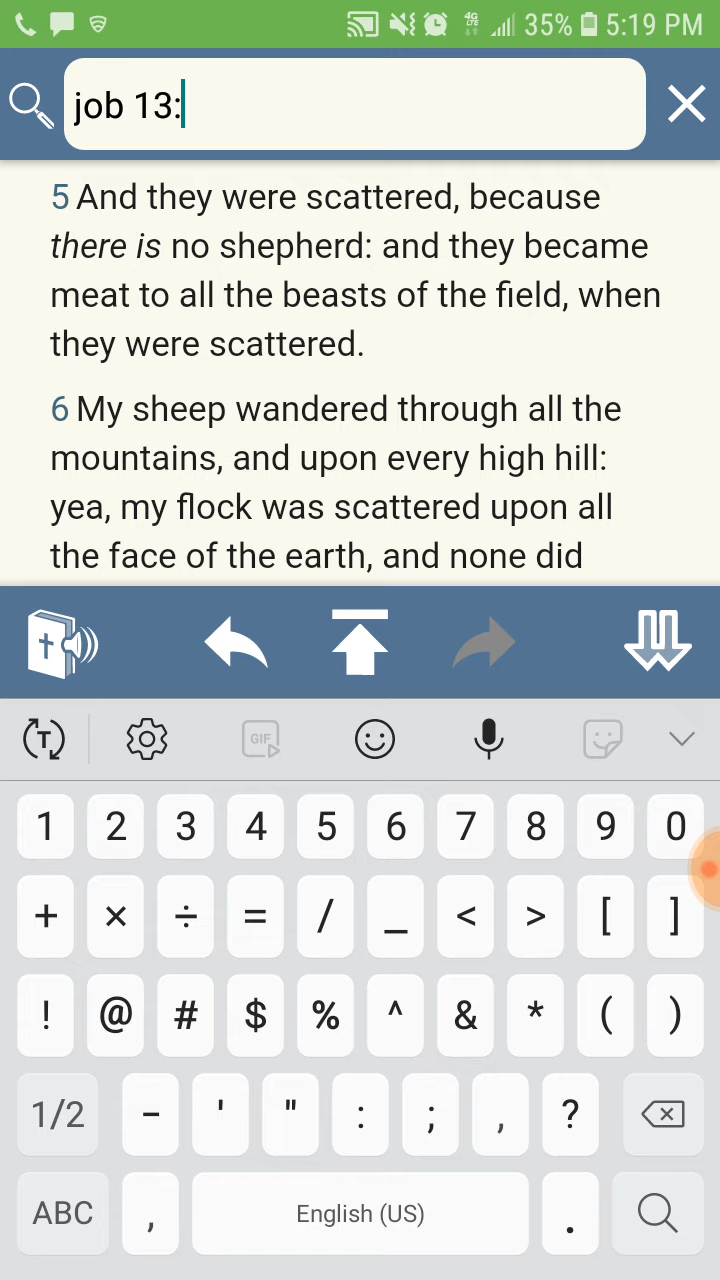 4G LTE 35% 5:19 PM
job 13:
5 And they were scattered, because
there is no shepherd: and they became
meat to all the beasts of the field, when
they were scattered.
6 My sheep wandered through all the
mountains, and upon every high hill:
yea, my flock was scattered upon all
the face of the earth, and none did
T GIF
1 2 3 4 5 6 7 8 9 0
+ × ÷ = / _ < > [ ]
! @ # $ % ^ & * ( )
1/2 - ' " : ; , ?
ABC , English (US) .